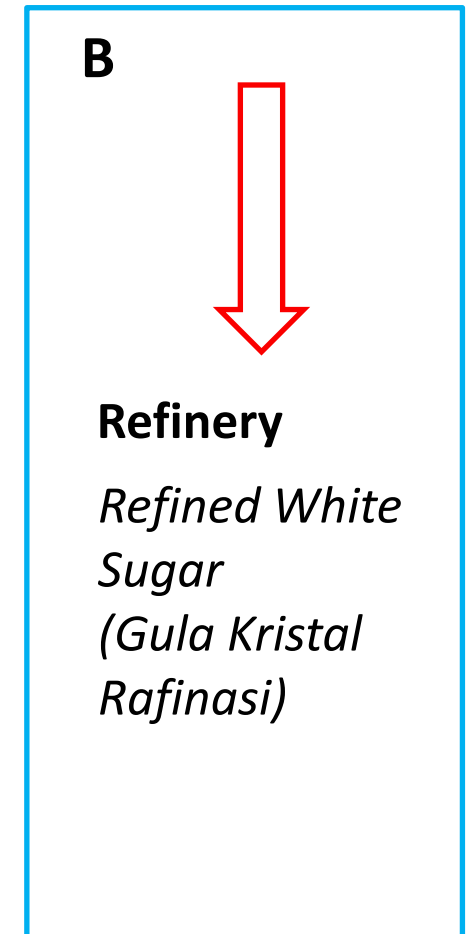 B
Refinery
Refined White
Sugar
(Gula Kristal
Rafinasi)